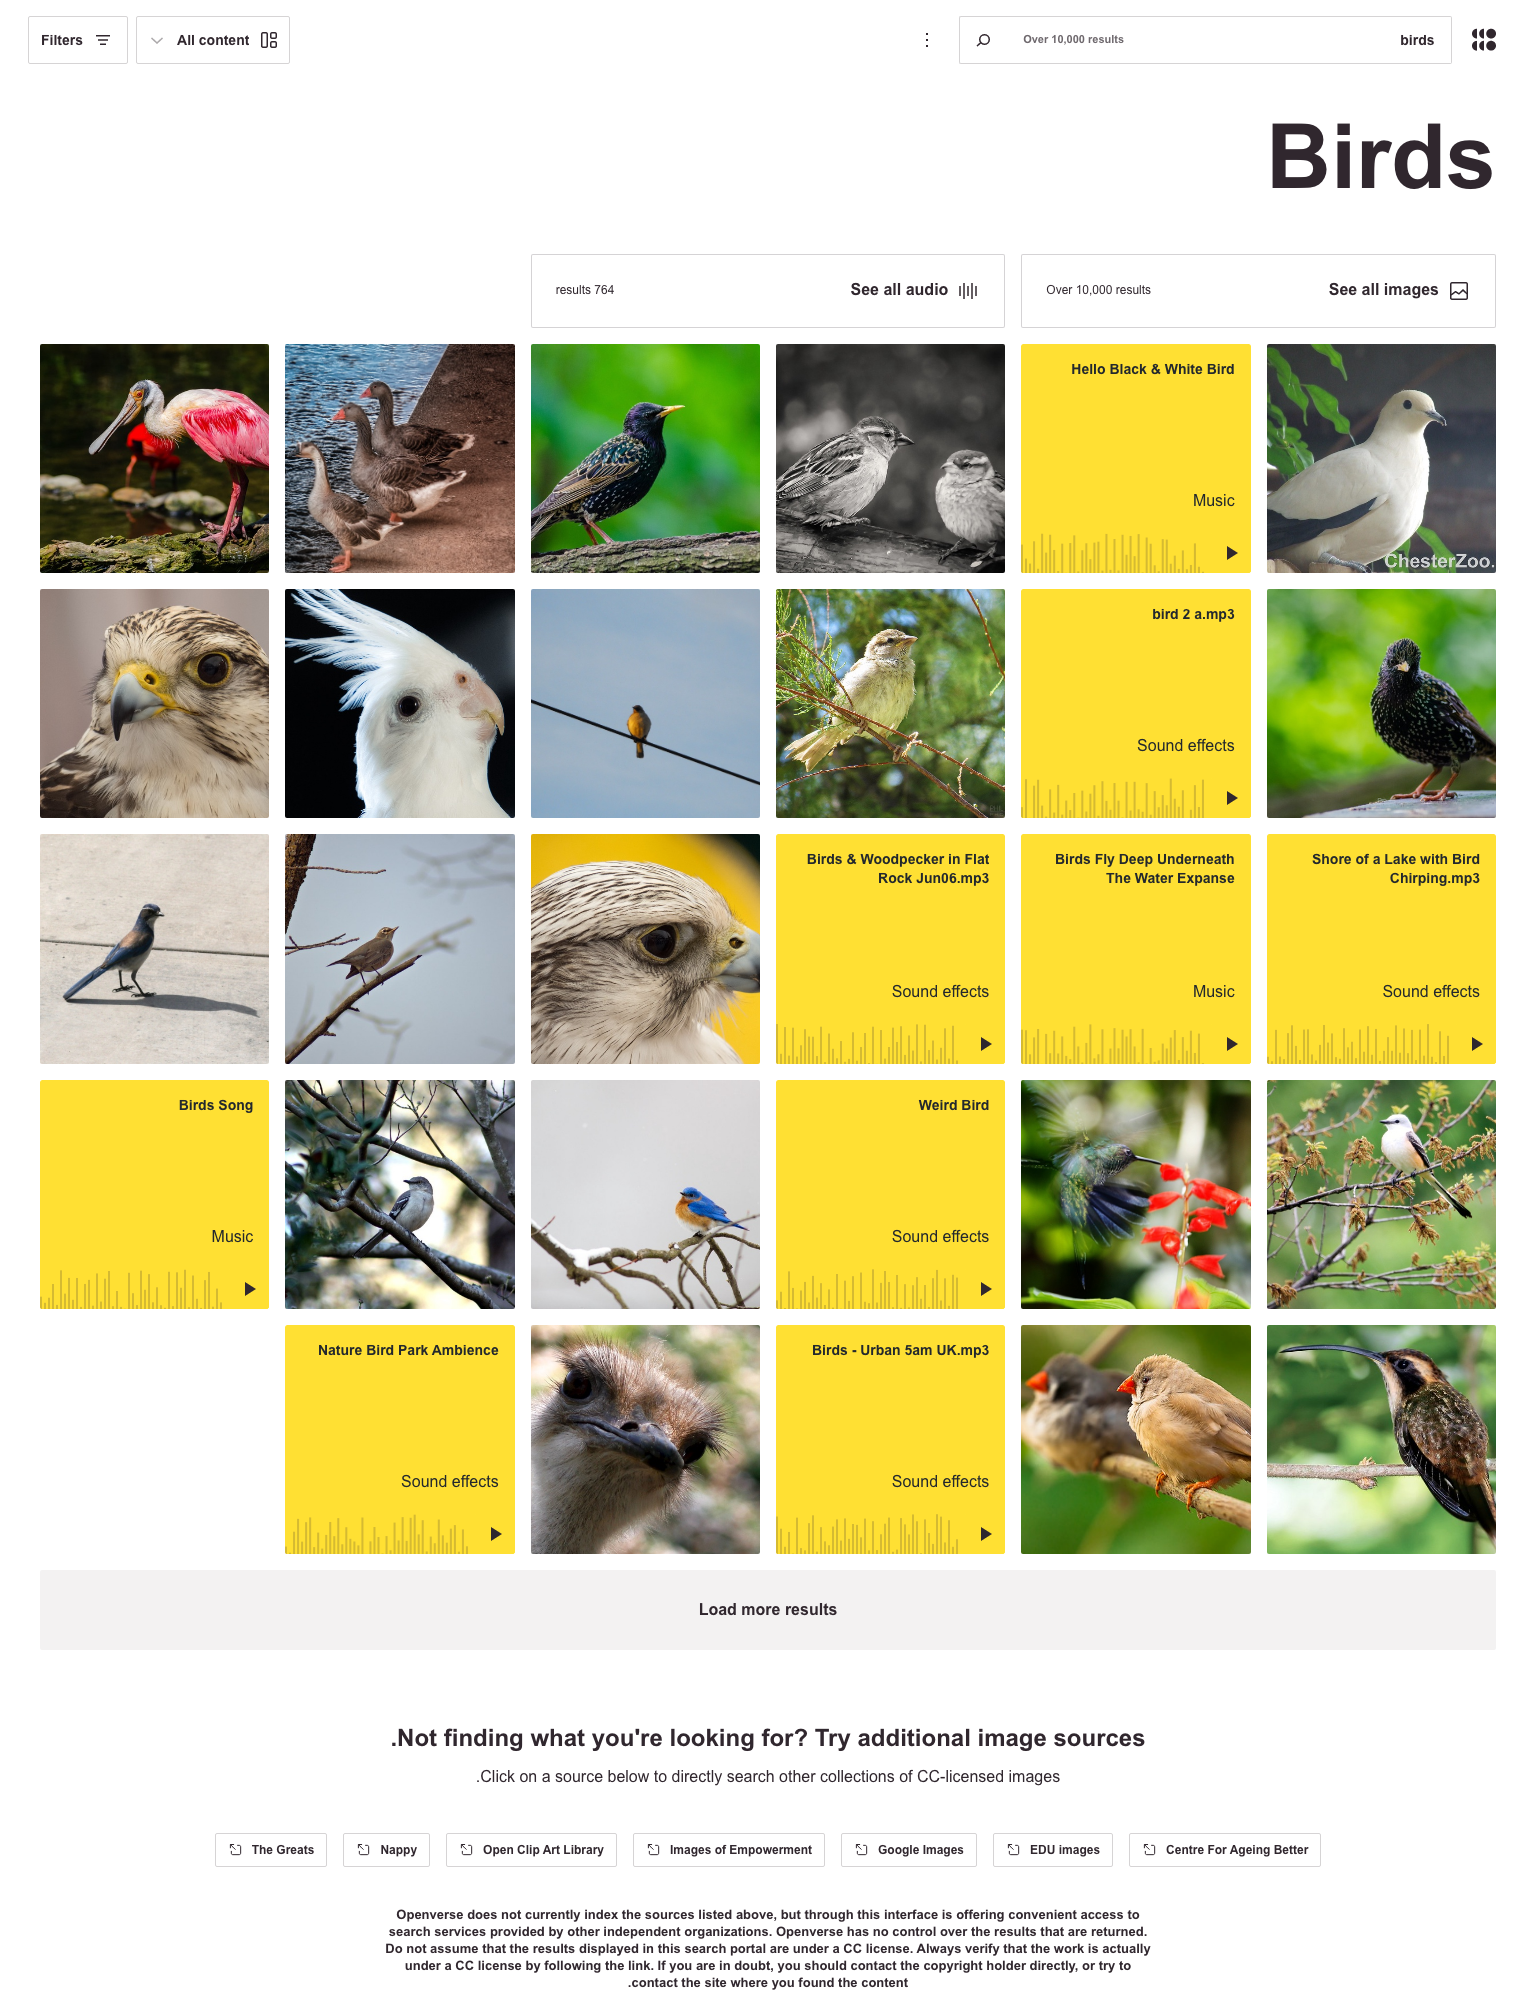 Filters
All content
Over 10,000 results
birds
Birds
results 764
See all audio
Over 10,000 results
See all images
Hello Black & White Bird
Music
ChesterZoo.
bird 2 a.mp3
Sound effects
Birds & Woodpecker in Flat
Rock Jun06.mp3
Sound effects
Birds Fly Deep Underneath
The Water Expanse
Music
Shore of a Lake with Bird
Chirping.mp3
Sound effects
Birds Song
Music
Weird Bird
Sound effects
Nature Bird Park Ambience
Sound effects
Birds - Urban 5am UK.mp3
Sound effects
Load more results
.Not finding what you're looking for? Try additional image sources
.Click on a source below to directly search other collections of CC-licensed images
The Greats
Nappy
Open Clip Art Library
Images of Empowerment
Google Images
EDU images
Centre For Ageing Better
Openverse does not currently index the sources listed above, but through this interface is offering convenient access to
search services provided by other independent organizations. Openverse has no control over the results that are returned.
Do not assume that the results displayed in this search portal are under a CC license. Always verify that the work is actually
under a CC license by following the link. If you are in doubt, you should contact the copyright holder directly, or try to
.contact the site where you found the content